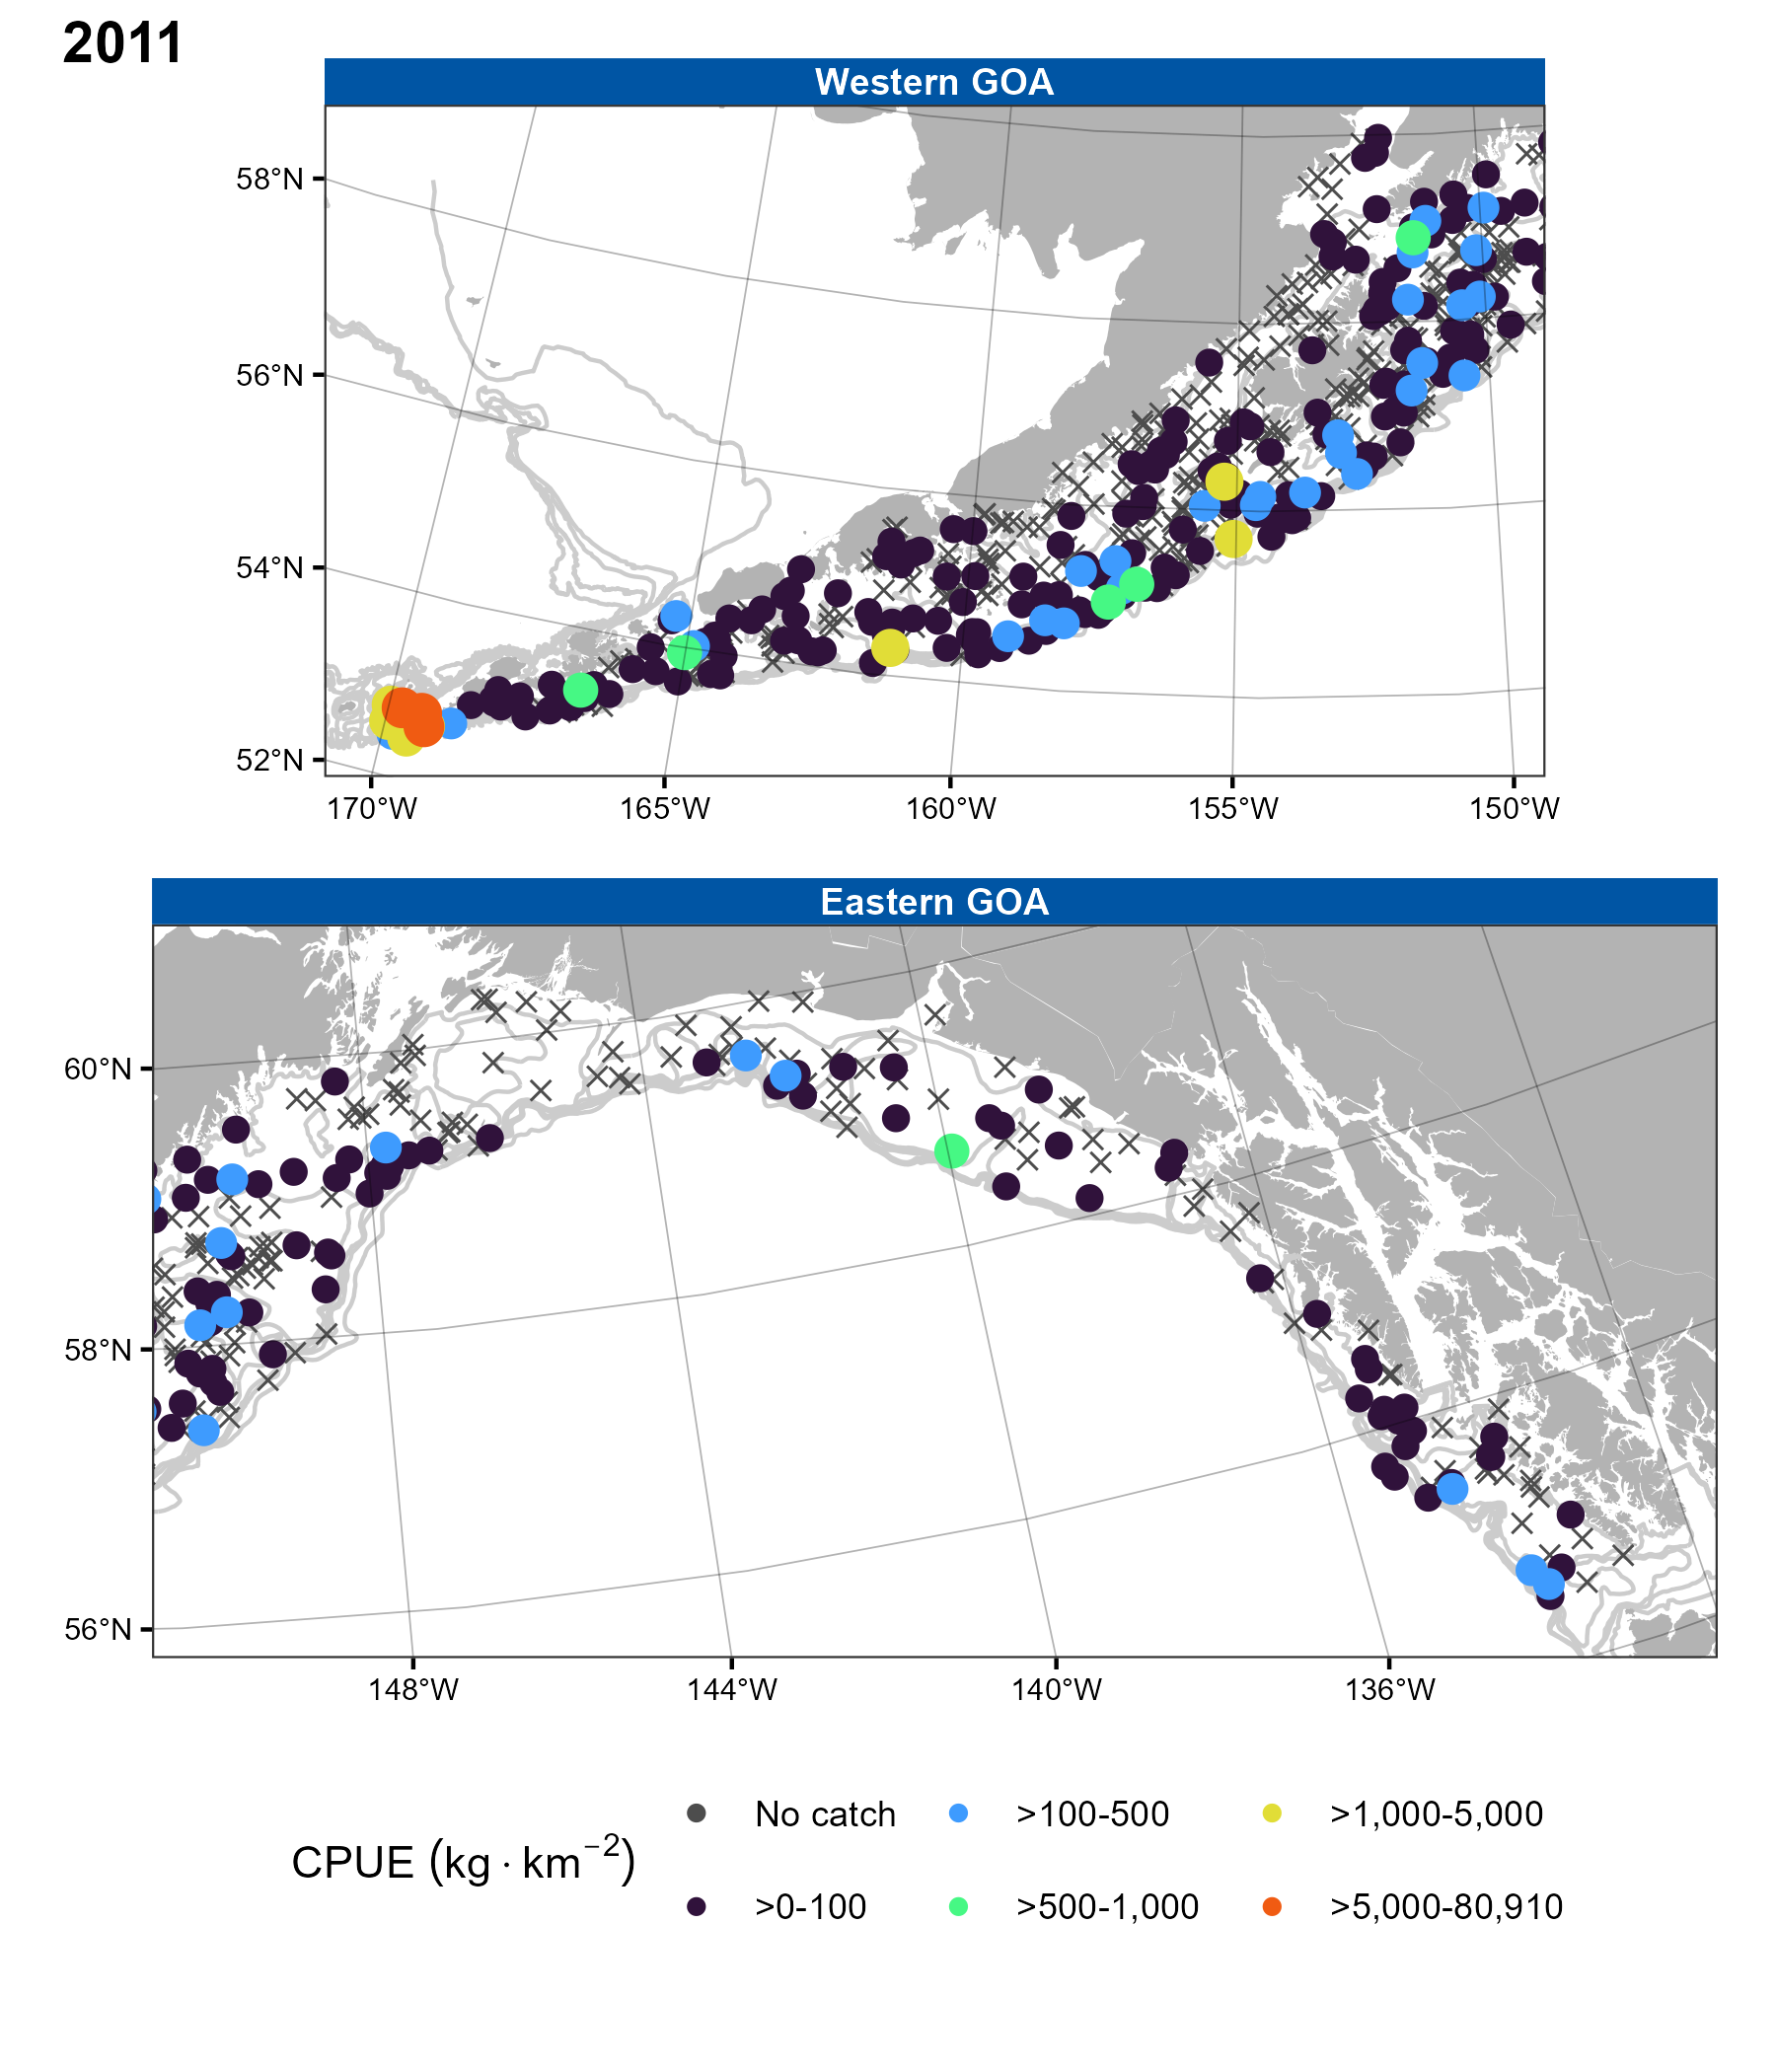 2011
Western GOA
58°N
56°N
54°N
52°N
170°W 165°W 160°W 155°W 150°W
Eastern GOA
60°N
58°N
56°N
148°W 144°W 140°W 136°W
CPUE (kg · km⁻²)
No catch >100-500 >1,000-5,000
>0-100 >500-1,000 >5,000-80,910